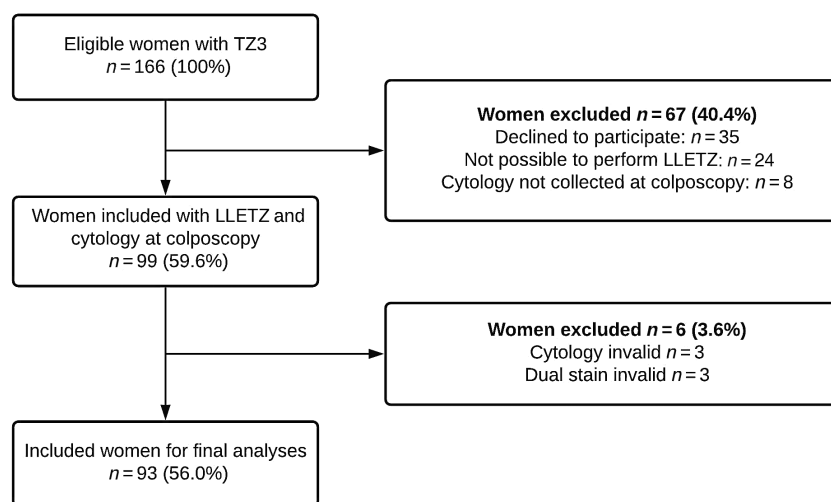 Eligible women with TZ3
n = 166 (100%)
Women excluded n = 67 (40.4%)
Declined to participate: n = 35
Not possible to perform LLETZ: n = 24
Cytology not collected at colposcopy: n = 8
Women included with LLETZ and
cytology at colposcopy
n = 99 (59.6%)
Women excluded n = 6 (3.6%)
Cytology invalid n = 3
Dual stain invalid n = 3
Included women for final analyses
n = 93 (56.0%)